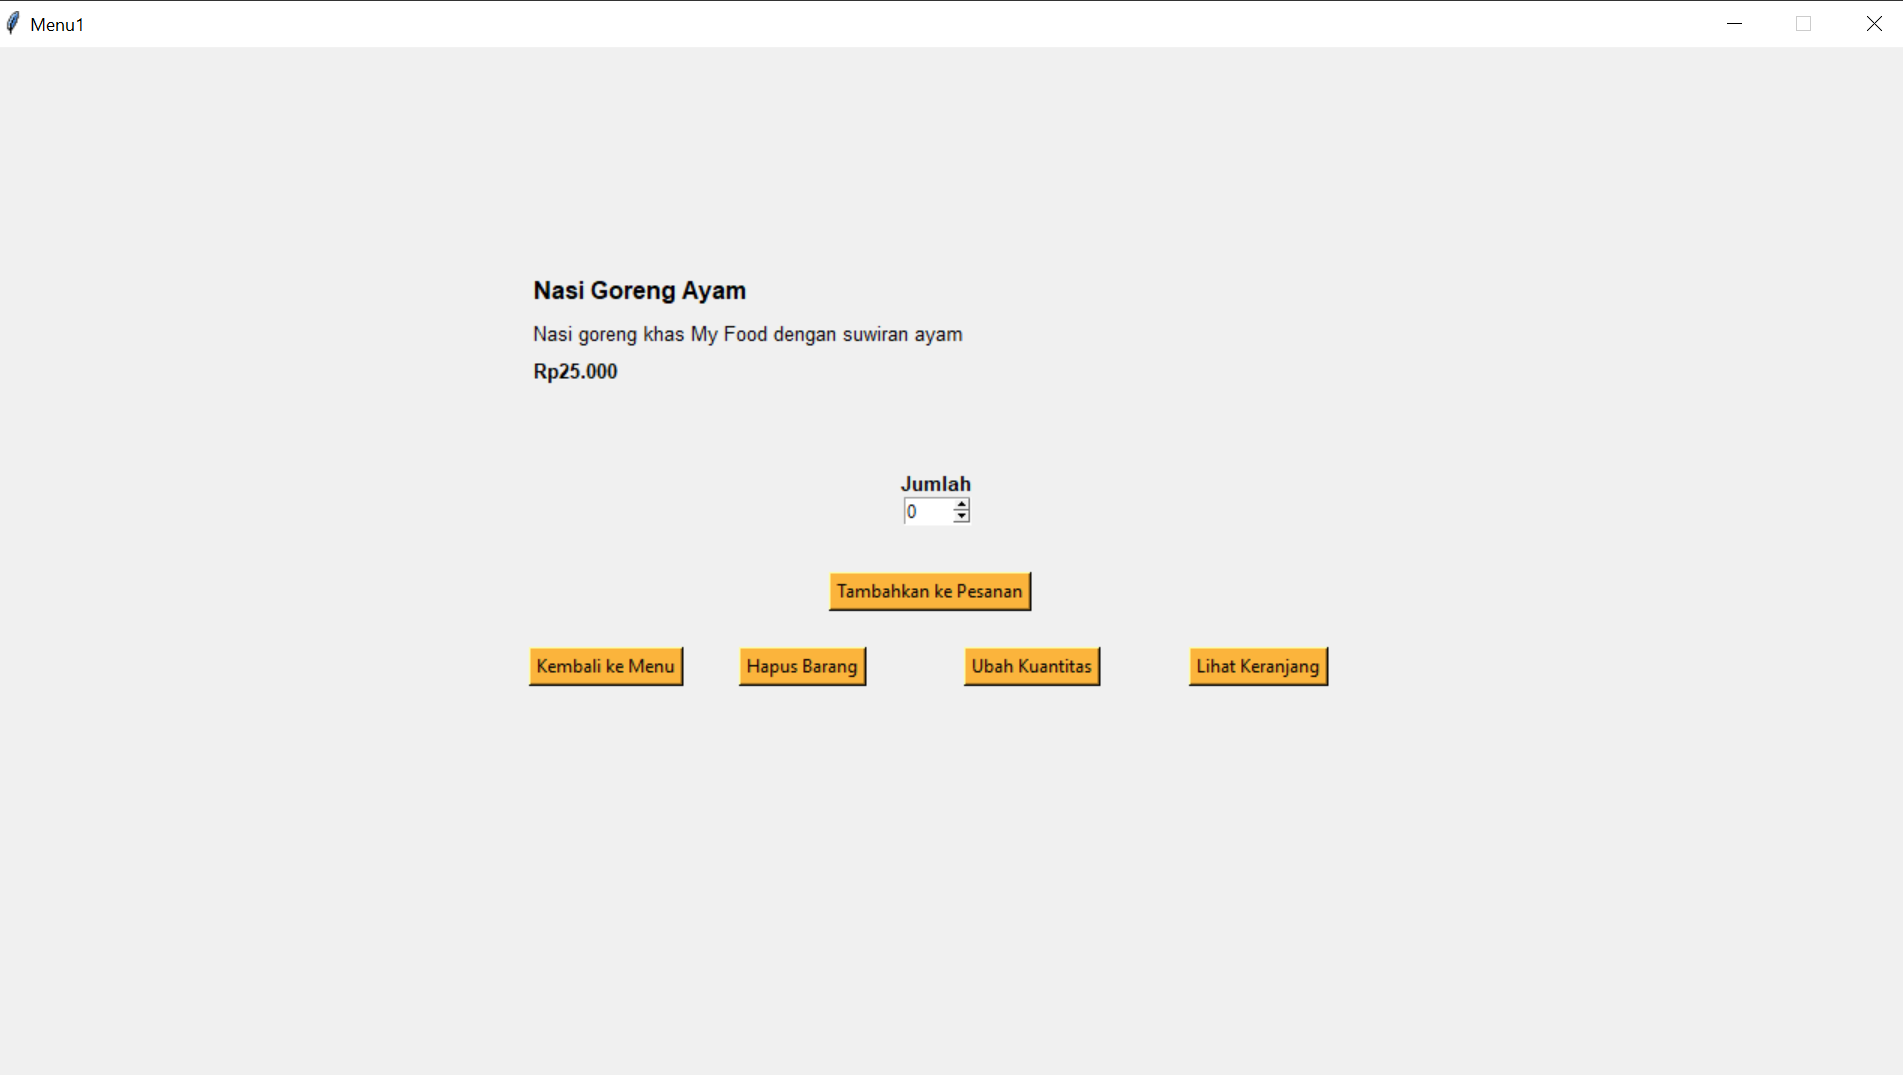 Menu1
Nasi Goreng Ayam
Nasi goreng khas My Food dengan suwiran ayam
Rp25.000
Jumlah
0
Tambahkan ke Pesanan
Kembali ke Menu Hapus Barang Ubah Kuantitas Lihat Keranjang